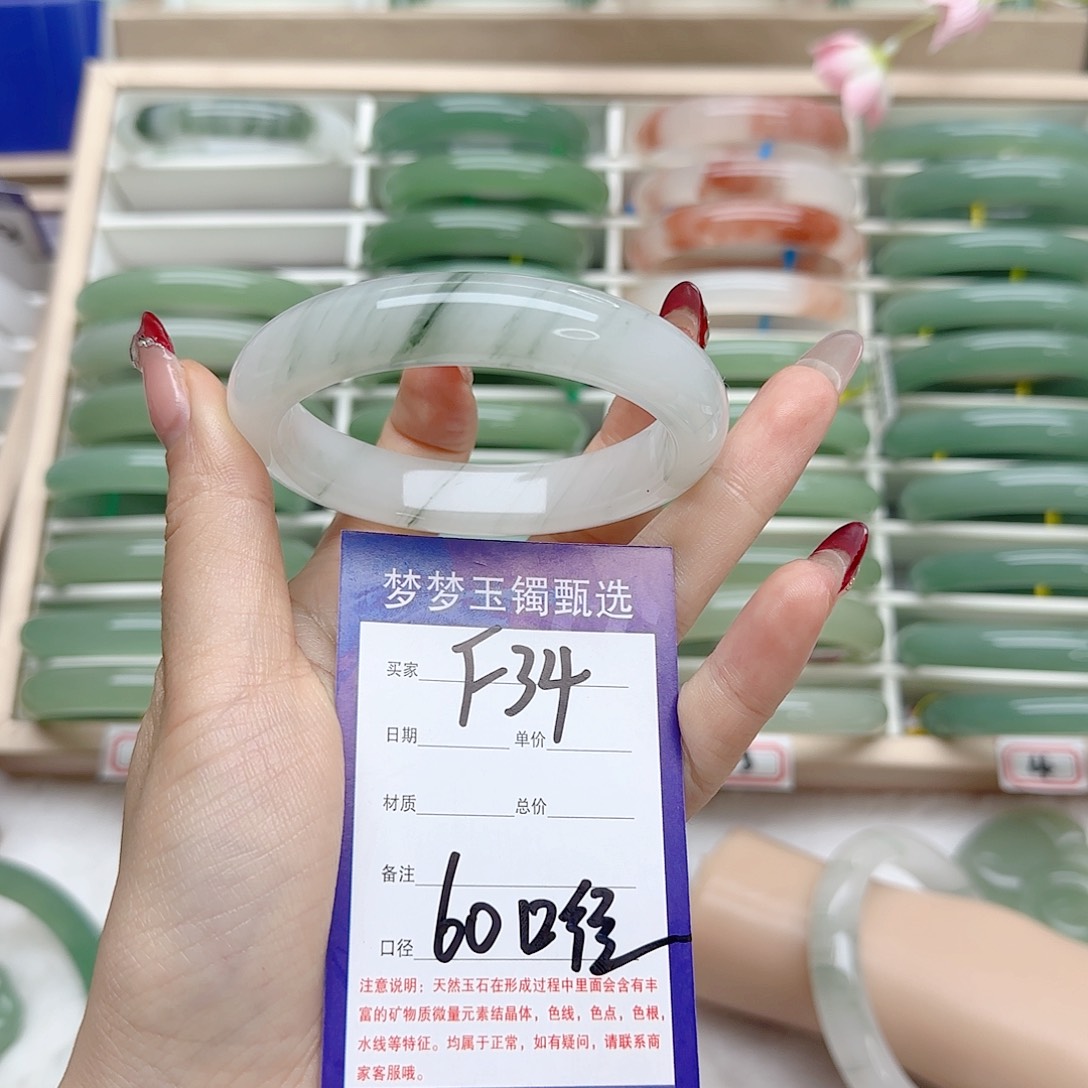 梦梦玉镯甄选
买家 F34
日期 单价
材质 总价
备注
口径 60口径
注意说明：天然玉石在形成过程中里面会含有丰
富的矿物质微量元素结晶体，色线，色点，色根，
水线等特征。均属于正常，如有疑问，请联系商
家客服哦。
4